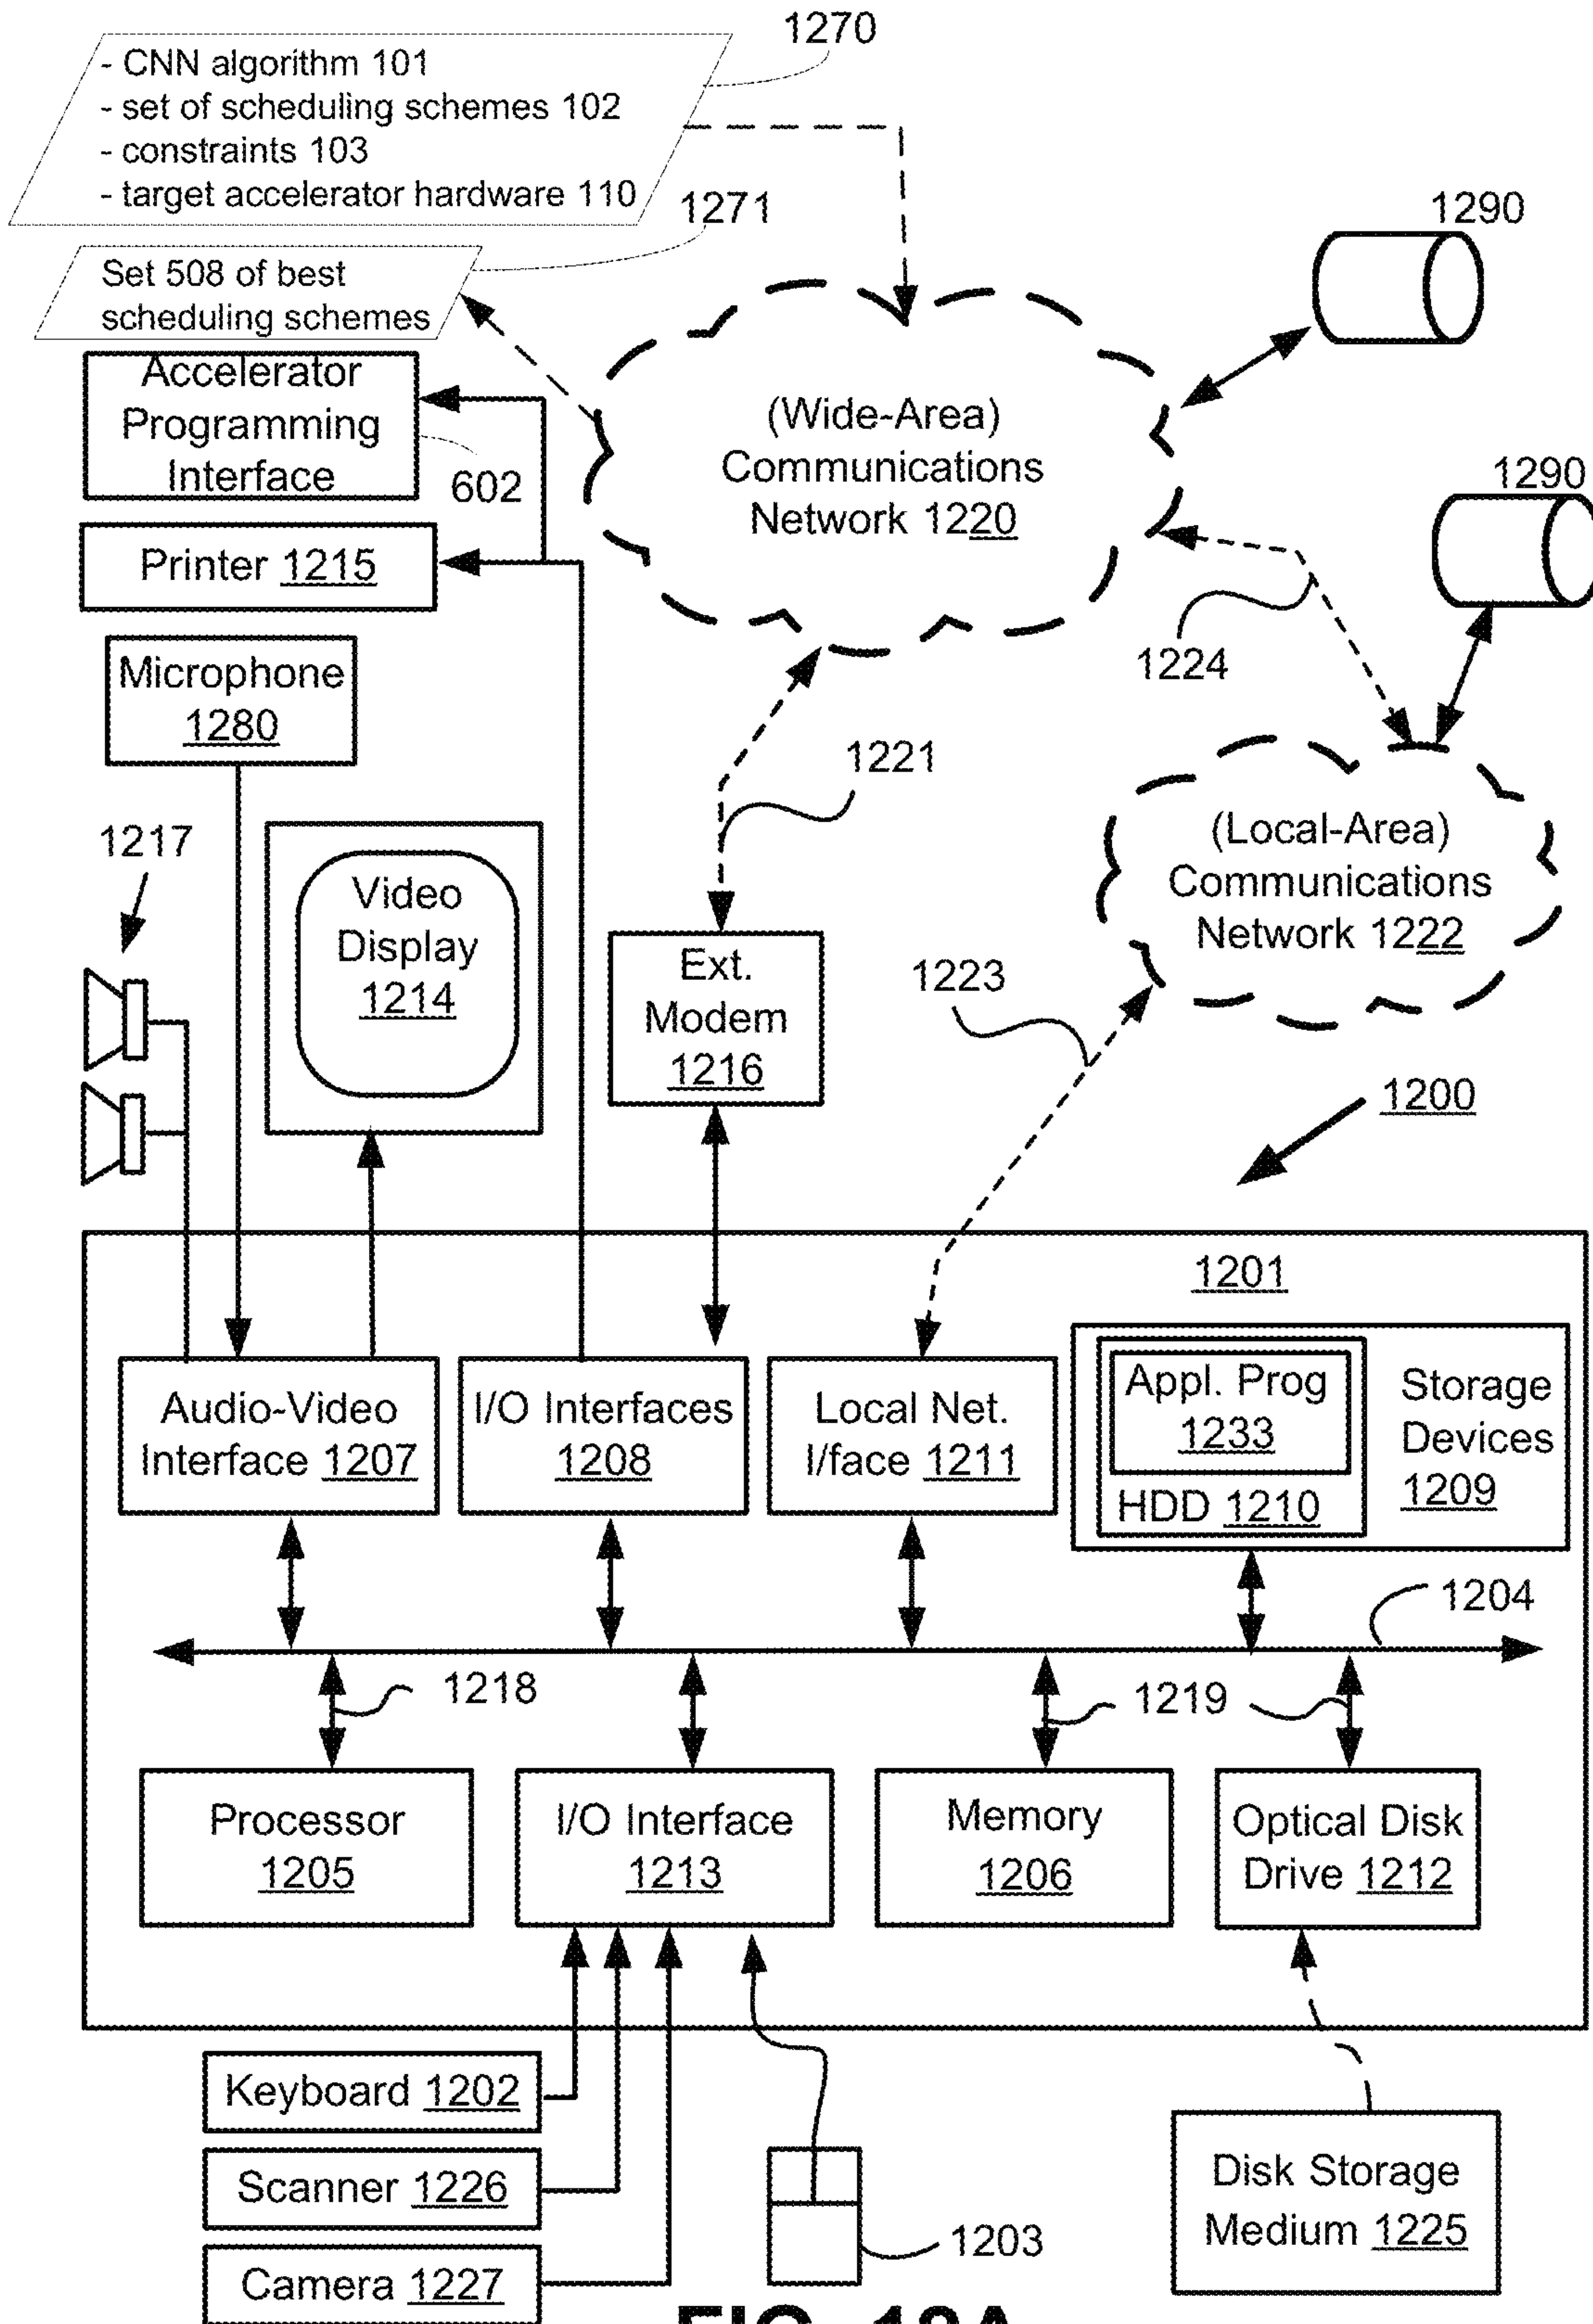 1270
- CNN algorithm 101
- set of scheduling schemes 102
- constraints 103
- target accelerator hardware 110
1271
1290
Set 508 of best
scheduling schemes
Accelerator
Programming
Interface
602
(Wide-Area)
Communications
Network 1220
1290
Printer 1215
1224
Microphone
1280
1221
1217
Video
Display
1214
(Local-Area)
Communications
Network 1222
Ext.
Modem
1216
1223
1200
1201
Audio-Video
Interface 1207
I/O Interfaces
1208
Local Net.
I/face 1211
Appl. Prog
1233
HDD 1210
Storage
Devices
1209
1204
1218
1219
Processor
1205
I/O Interface
1213
Memory
1206
Optical Disk
Drive 1212
Keyboard 1202
Scanner 1226
Camera 1227
1203
Disk Storage
Medium 1225